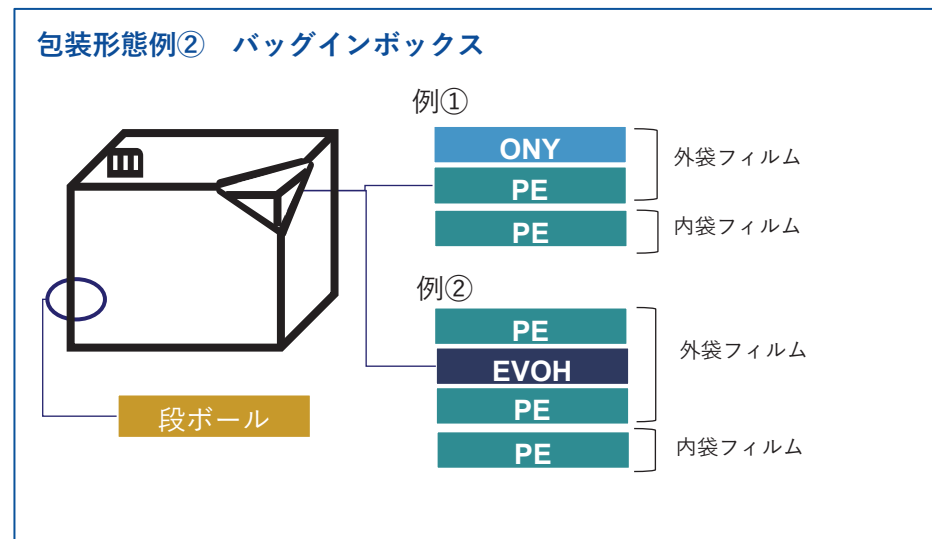 包装形態例② バッグインボックス
例①
ONY
PE
外袋フィルム
PE
内袋フィルム
例②
PE
EVOH
外袋フィルム
PE
PE
内袋フィルム
段ボール